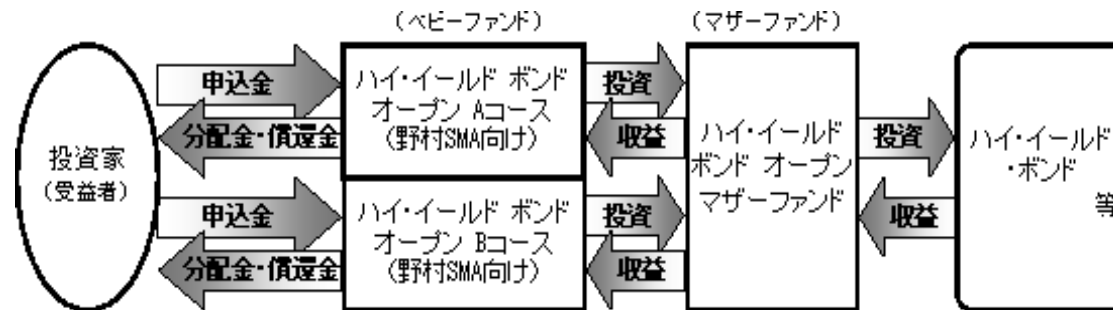 （ベビーファンド）
（マザーファンド）
投資家
（受益者）
申込金
分配金・償還金
申込金
分配金・償還金
ハイ・イールド ボンド
オープン Aコース
（野村SMA向け）
ハイ・イールド ボンド
オープン Bコース
（野村SMA向け）
投資
収益
投資
収益
ハイ・イールド
ボンド オープン
マザーファンド
投資
収益
ハイ・イールド
・ボンド
等